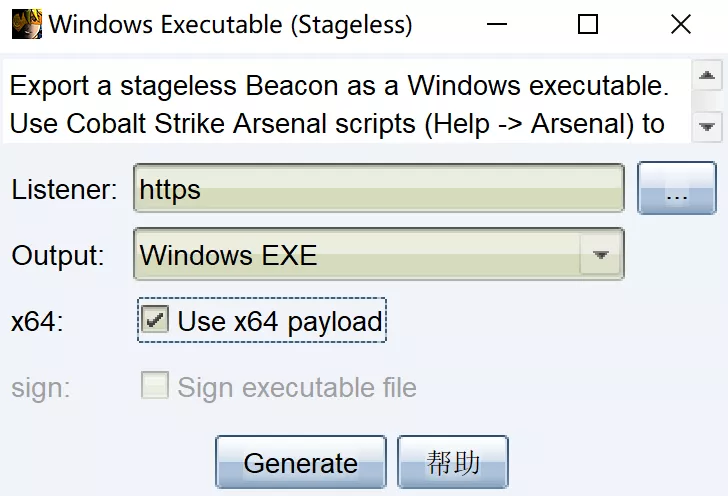 Windows Executable (Stageless)
Export a stageless Beacon as a Windows executable.
Use Cobalt Strike Arsenal scripts (Help -> Arsenal) to
Listener: https ...
Output: Windows EXE
x64: Use x64 payload
sign: Sign executable file
Generate 帮助